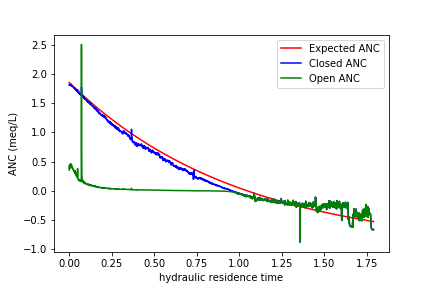 Expected ANC
Closed ANC
Open ANC
ANC (meq/L)
2.5
2.0
1.5
1.0
0.5
0.0
−0.5
−1.0
0.00 0.25 0.50 0.75 1.00 1.25 1.50 1.75
hydraulic residence time